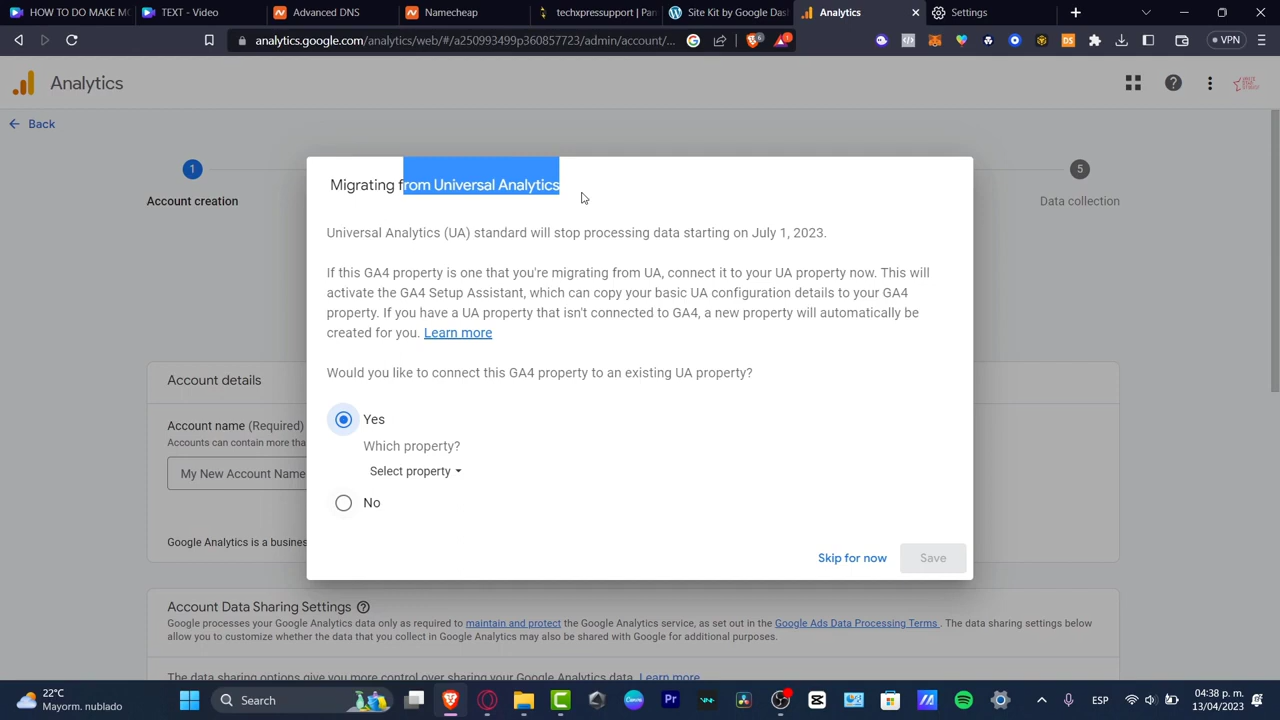 HOW TO DO MAKE MO
TEXT - Video
Advanced DNS
Namecheap
techxpressupport | Pan
Site Kit by Google Das
Analytics
Settings
analytics.google.com/analytics/web/#/a250993499p360857723/admin/account/...
6
1
DS
VPN
Analytics
Back
1
5
Account creation
Data collection
Migrating from Universal Analytics
Universal Analytics (UA) standard will stop processing data starting on July 1, 2023.
If this GA4 property is one that you're migrating from UA, connect it to your UA property now. This will
activate the GA4 Setup Assistant, which can copy your basic UA configuration details to your GA4
property. If you have a UA property that isn't connected to GA4, a new property will automatically be
created for you. Learn more
Would you like to connect this GA4 property to an existing UA property?
Yes
Which property?
Select property
No
Skip for now
Save
Account details
Account name (Required)
Accounts can contain more tha
My New Account Name
Google Analytics is a busines
Account Data Sharing Settings
Google processes your Google Analytics data only as required to maintain and protect the Google Analytics service, as set out in the Google Ads Data Processing Terms . The data sharing settings below
allow you to customize whether the data that you collect in Google Analytics may also be shared with Google for additional purposes.
The data sharing options give you more control over sharing your Google Analytics data. Learn more
22°C
Mayorm. nublado
Search
Canva
Pr
ESP
04:38 p. m.
13/04/2023